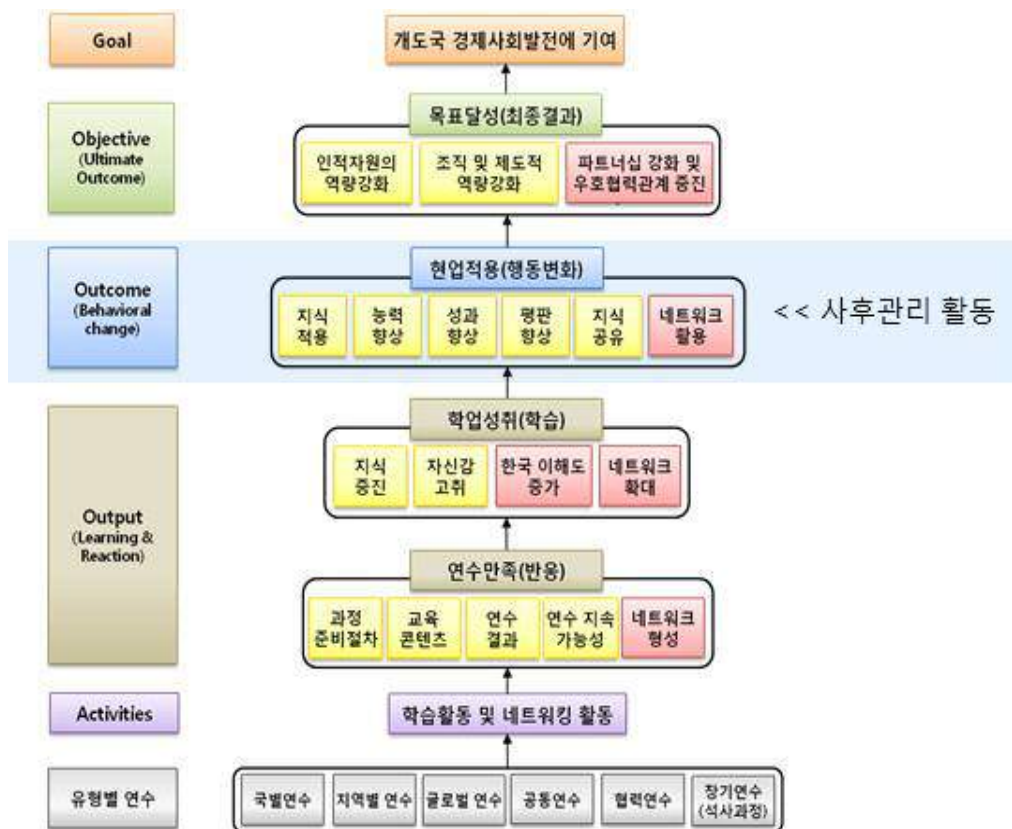 Goal
개도국 경제사회발전에 기여
Objective
(Ultimate
Outcome)
목표달성(최종결과)
인적자원의
역량강화
조직 및 제도적
역량강화
파트너십 강화 및
우호협력관계 증진
Outcome
(Behavioral
change)
현업적용(행동변화)
지식
적용
능력
향상
성과
향상
평판
향상
지식
공유
네트워크
활용
<< 사후관리 활동
Output
(Learning &
Reaction)
학업성취(학습)
지식
증진
자신감
고취
한국 이해도
증가
네트워크
확대
연수만족(반응)
과정
준비절차
교육
콘텐츠
연수
결과
연수 지속
가능성
네트워크
형성
Activities
학습활동 및 네트워킹 활동
유형별 연수
국별연수
지역별 연수
글로벌 연수
공동연수
협력연수
장기연수
(석사과정)